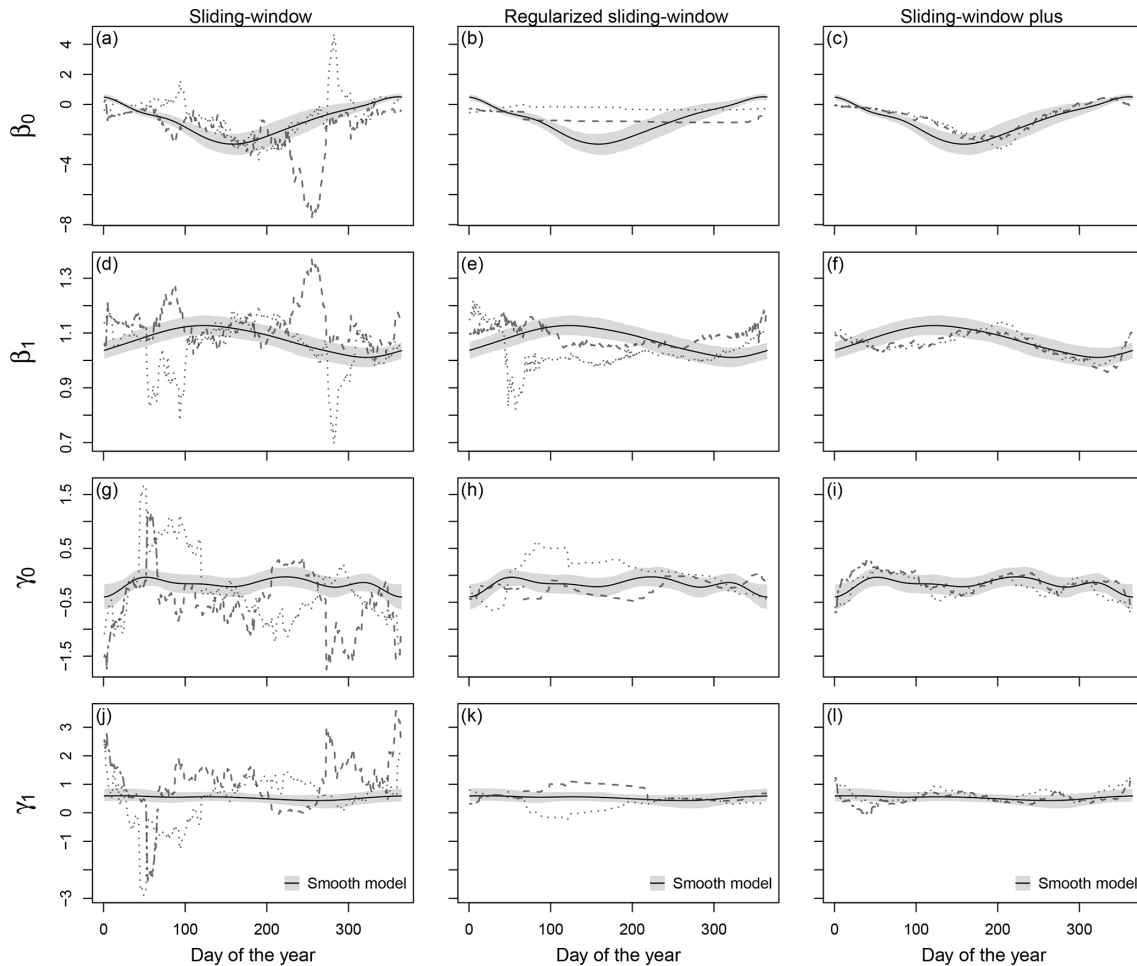 Sliding-window Regularized sliding-window Sliding-window plus
(a) (b) (c)
β0
4
2
0
−4
−8
(d) (e) (f)
β1
1.3
1.1
0.9
0.7
(g) (h) (i)
γ0
1.5
0.5
−0.5
−1.5
(j) (k) (l)
γ1
3
2
1
0
−1
−3
Smooth model Smooth model Smooth model
0 100 200 300 0 100 200 300 0 100 200 300
Day of the year Day of the year Day of the year